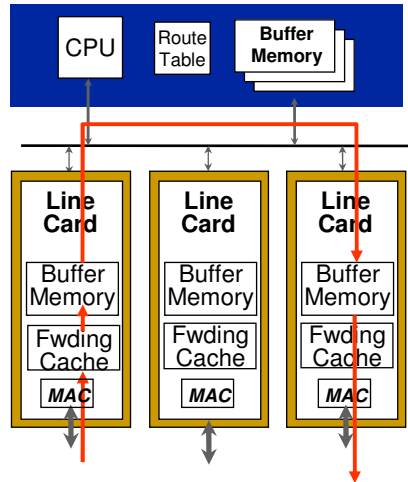 CPU
Route
Table
Buffer
Memory
Line
Card
Buffer
Memory
Fwding
Cache
MAC
Line
Card
Buffer
Memory
Fwding
Cache
MAC
Line
Card
Buffer
Memory
Fwding
Cache
MAC